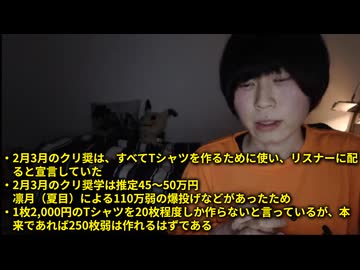 ・2月3月のクリ奨は、すべてTシャツを作るために使い、リスナーに配
ると宣言していた
・2月3月のクリ奨学は推定45～50万円
凛月（夏目）による110万弱の爆投げなどがあったため
・1枚2,000円のTシャツを20枚程度しか作らないと言っているが、本
来であれば250枚弱は作れるはずである